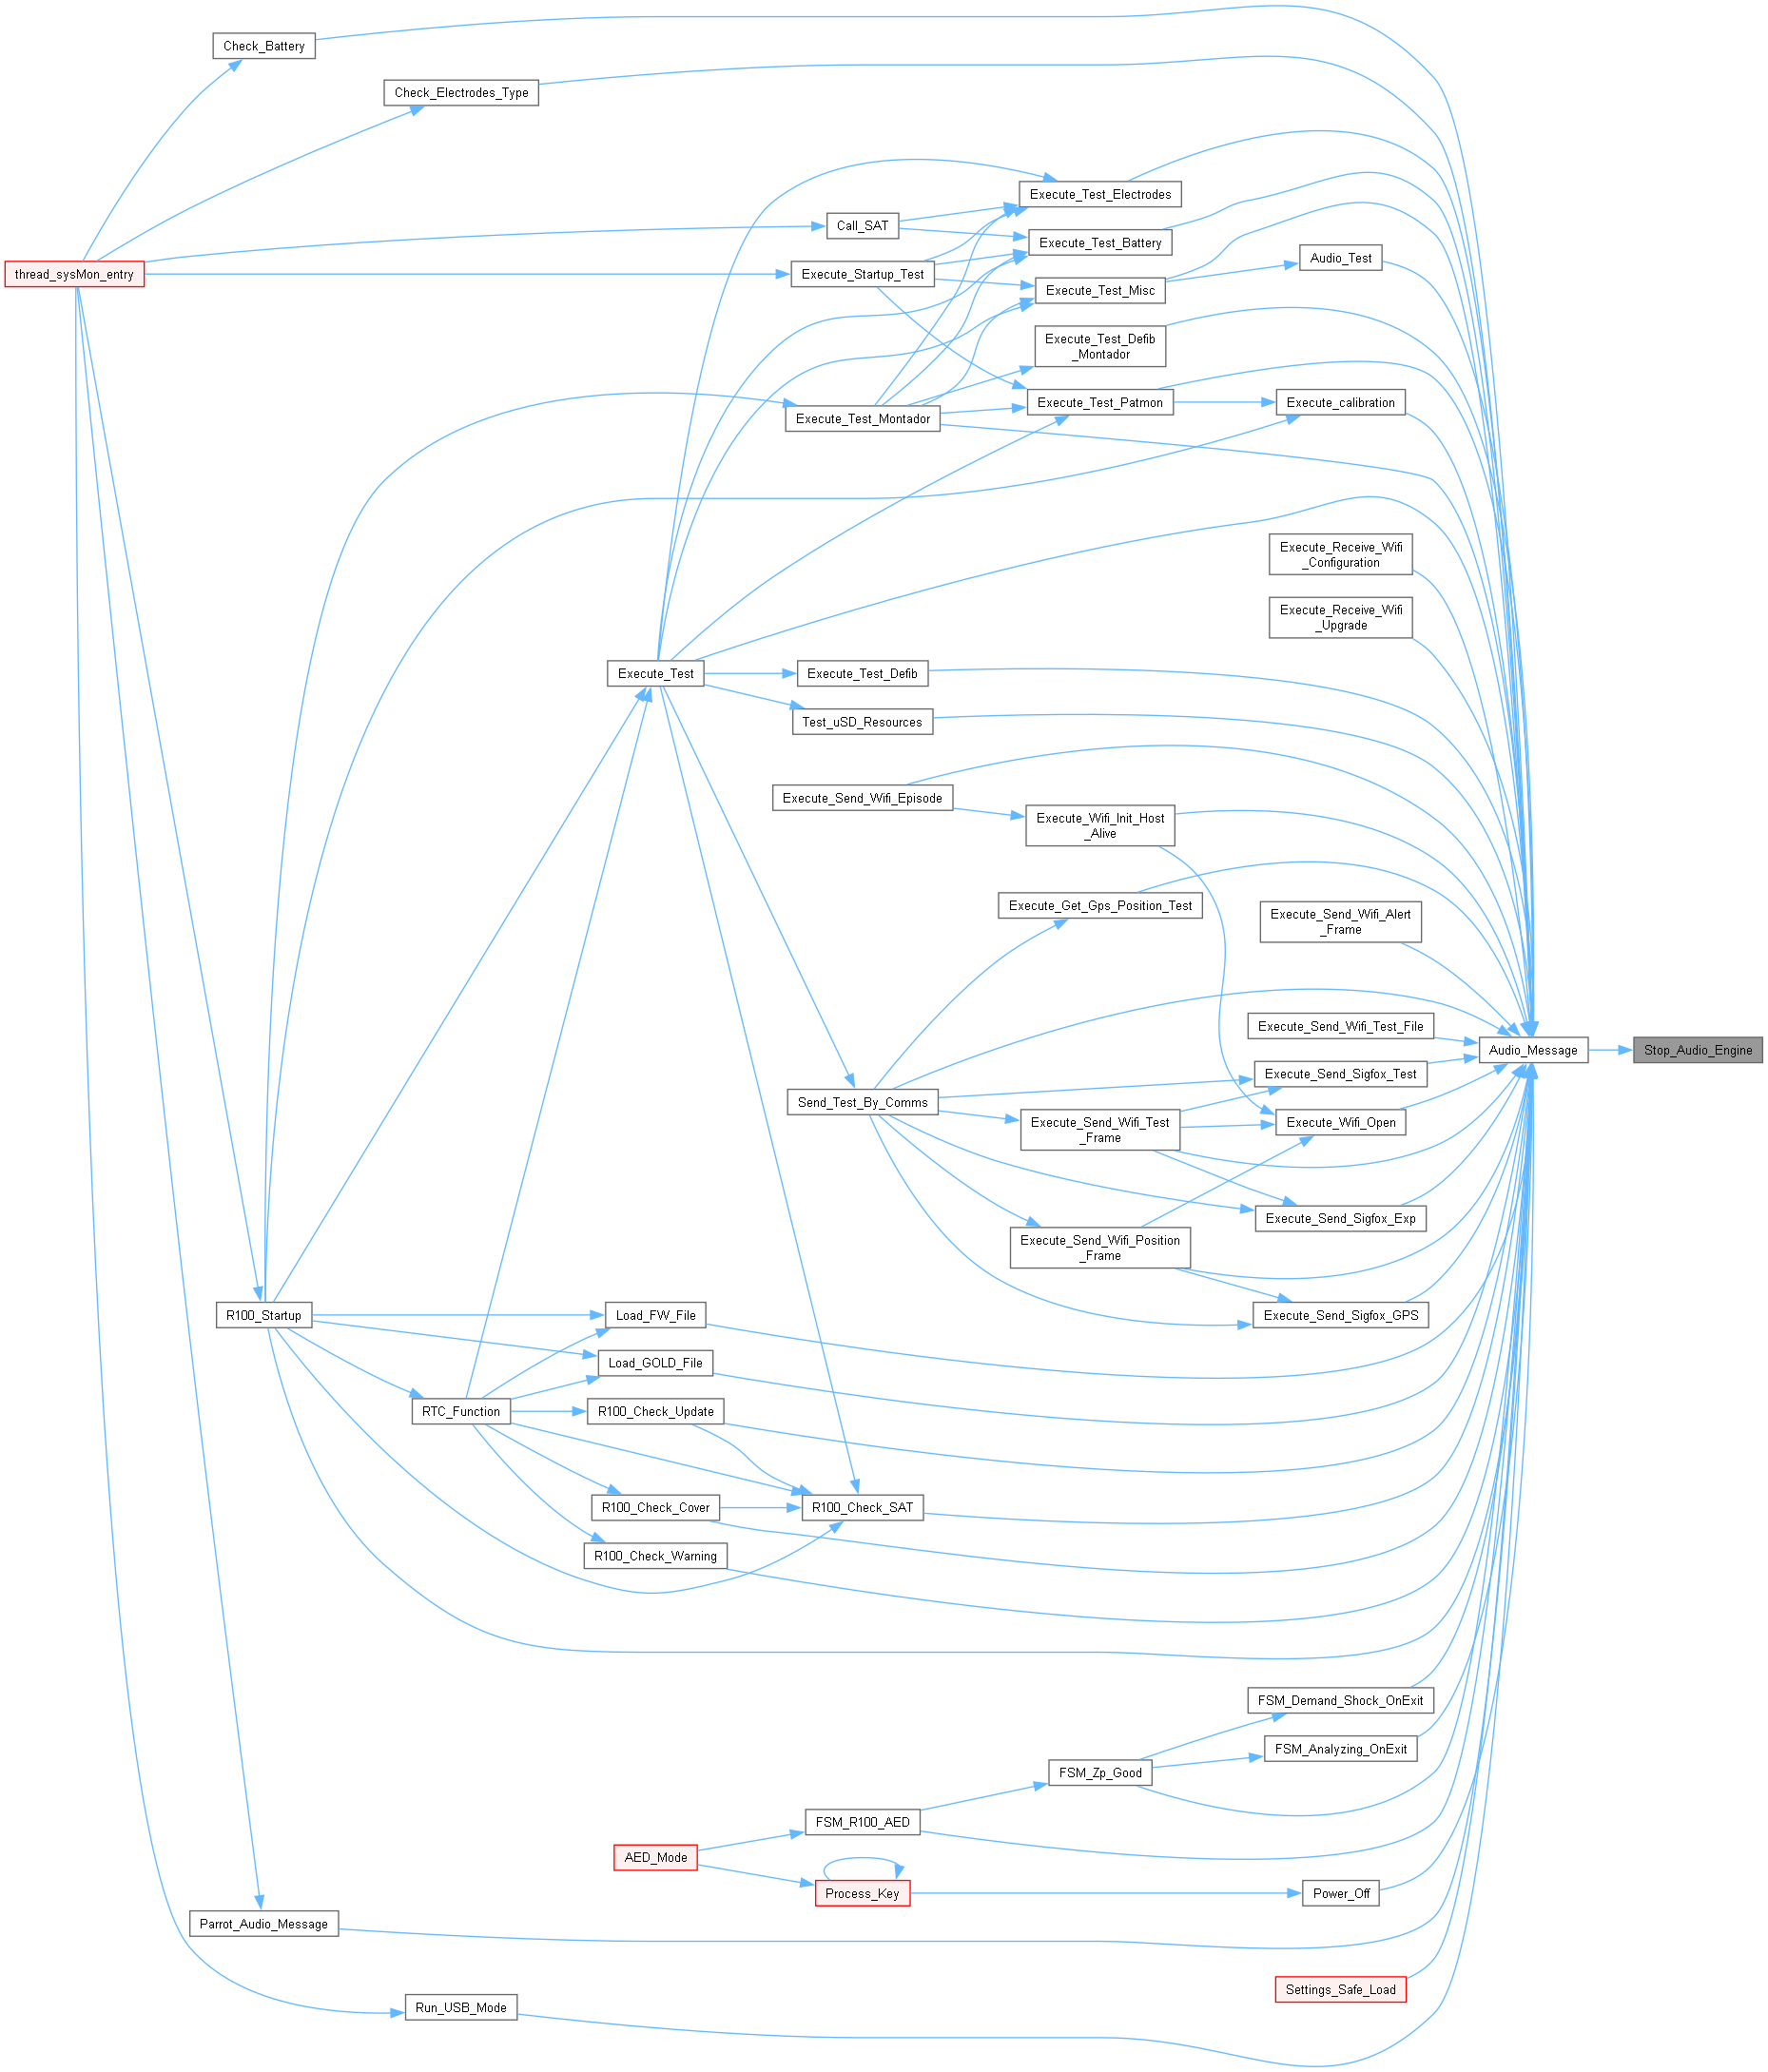 Check_Battery
Check_Electrodes_Type
Execute_Test_Electrodes
Call_SAT
Execute_Test_Battery
Audio_Test
thread_sysMon_entry
Execute_Startup_Test
Execute_Test_Misc
Execute_Test_Defib
_Montador
Execute_Test_Patmon
Execute_calibration
Execute_Test_Montador
Execute_Receive_Wifi
_Configuration
Execute_Receive_Wifi
_Upgrade
Execute_Test
Execute_Test_Defib
Test_uSD_Resources
Execute_Send_Wifi_Episode
Execute_Wifi_Init_Host
_Alive
Execute_Get_Gps_Position_Test
Execute_Send_Wifi_Alert
_Frame
Execute_Send_Wifi_Test_File
Audio_Message
Stop_Audio_Engine
Execute_Send_Sigfox_Test
Send_Test_By_Comms
Execute_Send_Wifi_Test
_Frame
Execute_Wifi_Open
Execute_Send_Sigfox_Exp
Execute_Send_Wifi_Position
_Frame
R100_Startup
Load_FW_File
Execute_Send_Sigfox_GPS
Load_GOLD_File
RTC_Function
R100_Check_Update
R100_Check_Cover
R100_Check_SAT
R100_Check_Warning
FSM_Demand_Shock_OnExit
FSM_Analyzing_OnExit
FSM_Zp_Good
FSM_R100_AED
AED_Mode
Process_Key
Power_Off
Parrot_Audio_Message
Settings_Safe_Load
Run_USB_Mode